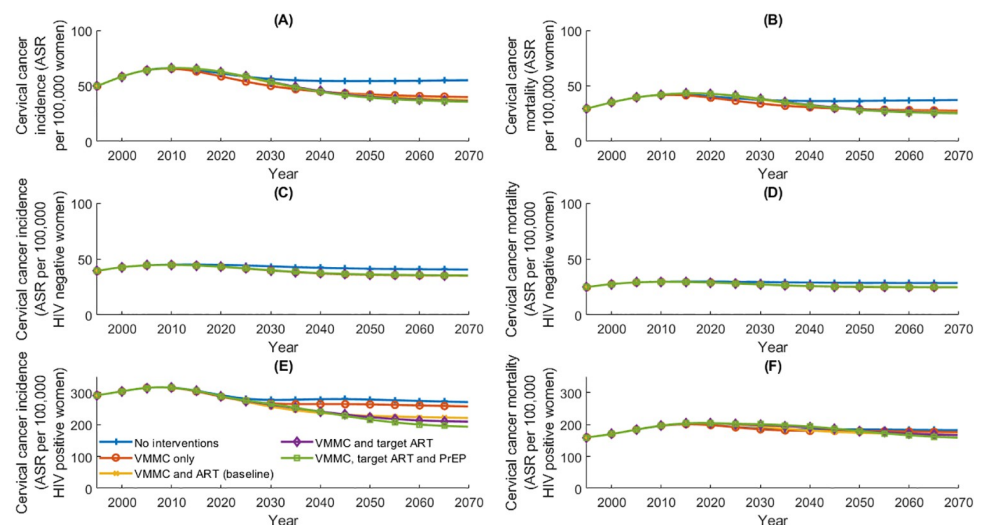 (A)
Cervical cancer
incidence (ASR
per 100,000 women)
100
50
0
2000 2010 2020 2030 2040 2050 2060 2070
Year
(B)
Cervical cancer
mortality (ASR
per 100,000 women)
100
50
0
2000 2010 2020 2030 2040 2050 2060 2070
Year
(C)
Cervical cancer incidence
(ASR per 100,000
HIV negative women)
100
50
0
2000 2010 2020 2030 2040 2050 2060 2070
Year
(D)
Cervical cancer mortality
(ASR per 100,000
HIV negative women)
100
50
0
2000 2010 2020 2030 2040 2050 2060 2070
Year
(E)
Cervical cancer incidence
(ASR per 100,000
HIV positive women)
300
200
100
0
No interventions
VMMC only
VMMC and ART (baseline)
VMMC and target ART
VMMC, target ART and PrEP
2000 2010 2020 2030 2040 2050 2060 2070
Year
(F)
Cervical cancer mortality
(ASR per 100,000
HIV positive women)
300
200
100
0
2000 2010 2020 2030 2040 2050 2060 2070
Year